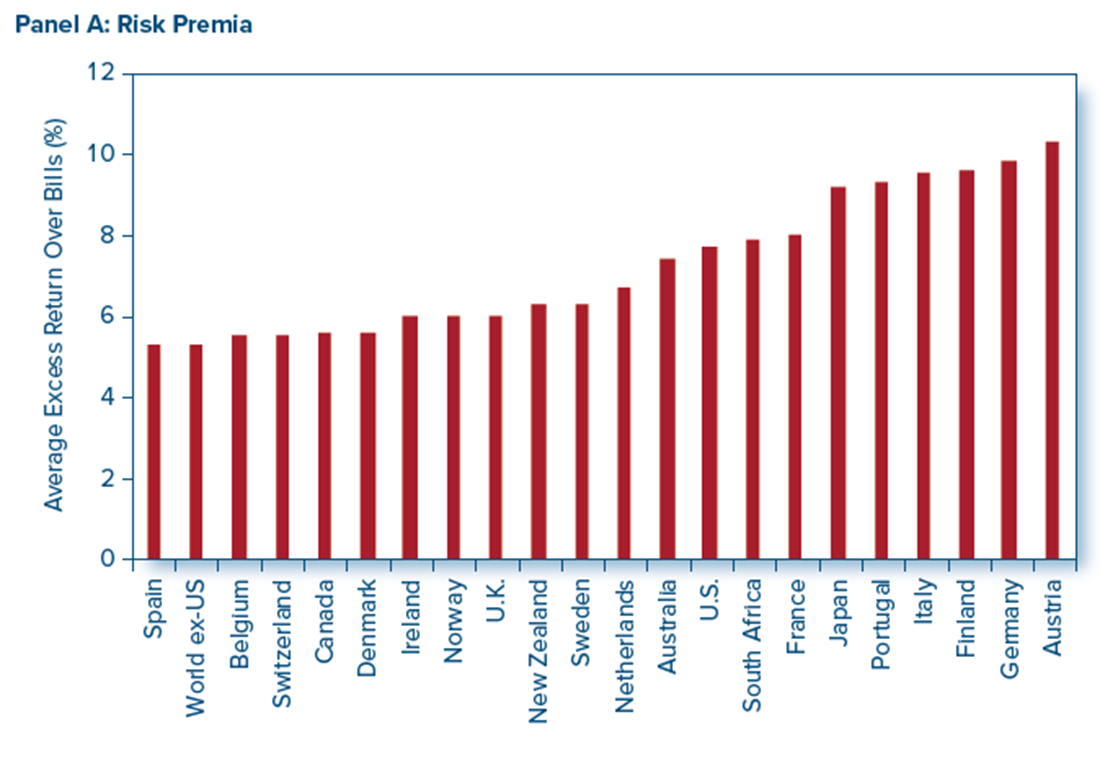 Panel A: Risk Premia
Average Excess Return Over Bills (%)
12
10
8
6
4
2
0
Spain
World ex-US
Belgium
Switzerland
Canada
Denmark
Ireland
Norway
U.K.
New Zealand
Sweden
Netherlands
Australia
U.S.
South Africa
France
Japan
Portugal
Italy
Finland
Germany
Austria